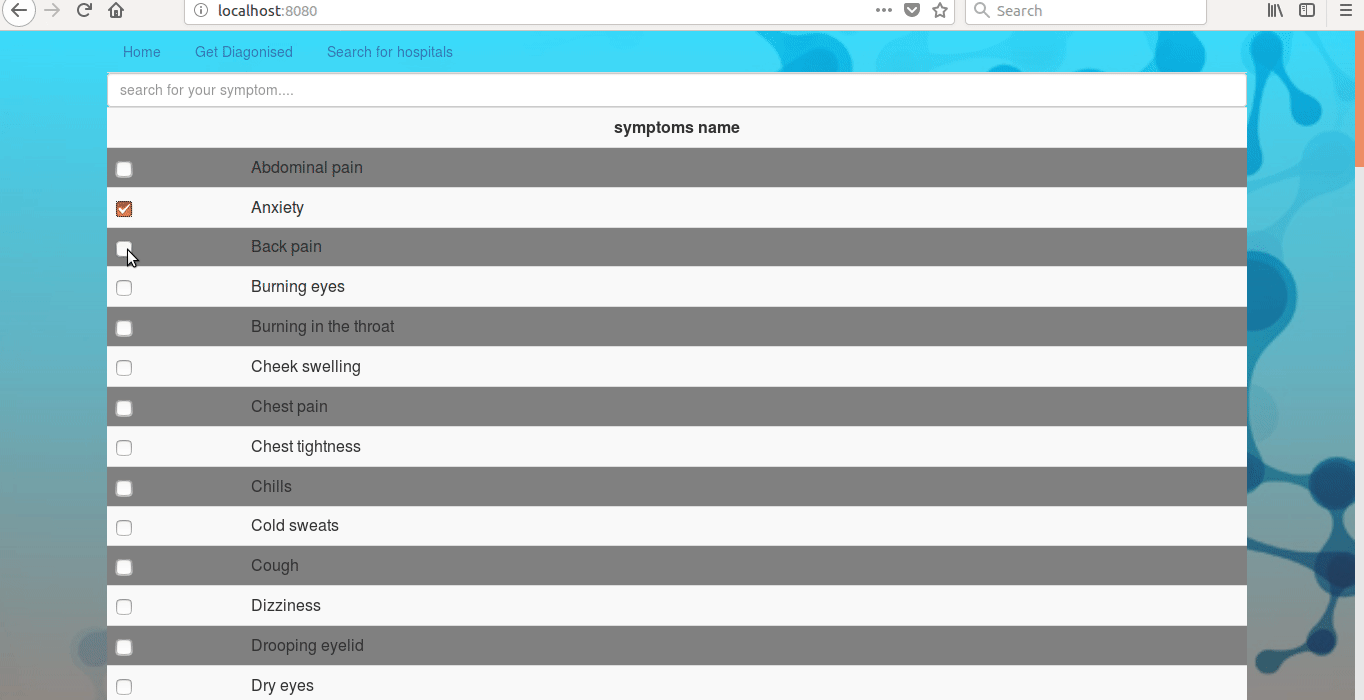 localhost:8080
Search
Home Get Diagonised Search for hospitals
search for your symptom....
symptoms name
Abdominal pain
Anxiety
Back pain
Burning eyes
Burning in the throat
Cheek swelling
Chest pain
Chest tightness
Chills
Cold sweats
Cough
Dizziness
Drooping eyelid
Dry eyes